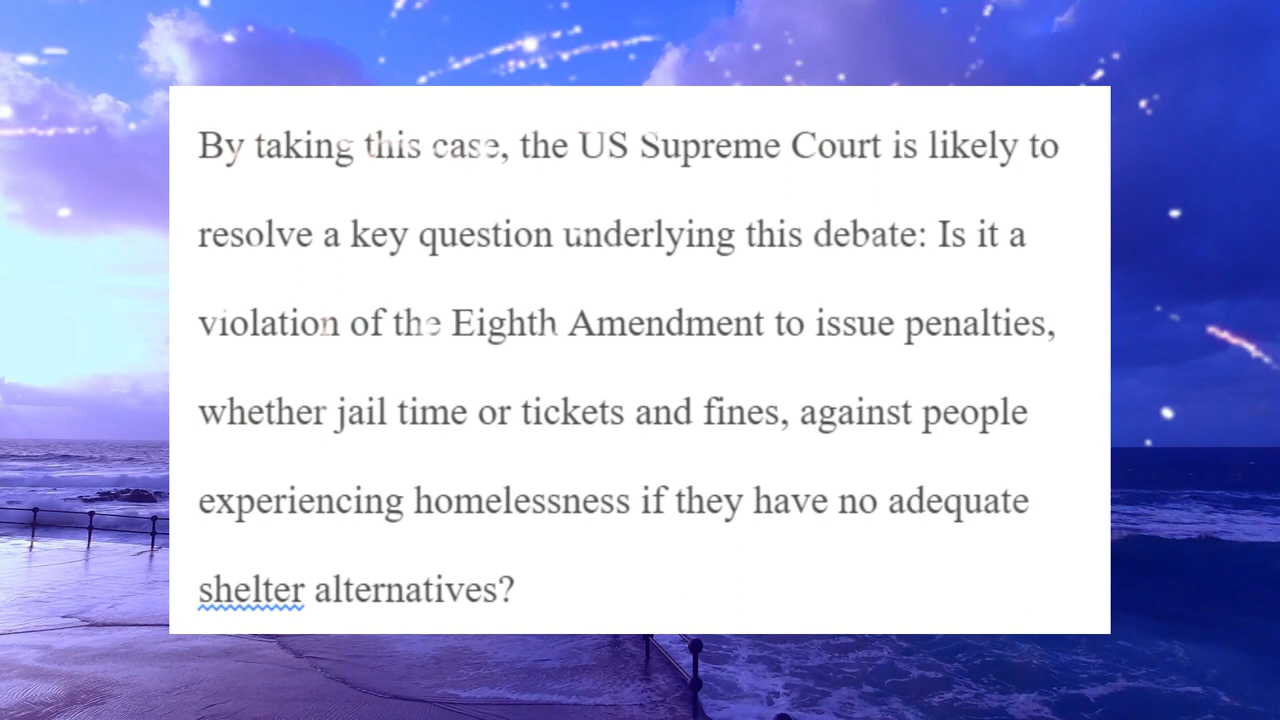 By taking this case, the US Supreme Court is likely to
resolve a key question underlying this debate: Is it a
violation of the Eighth Amendment to issue penalties,
whether jail time or tickets and fines, against people
experiencing homelessness if they have no adequate
shelter alternatives?